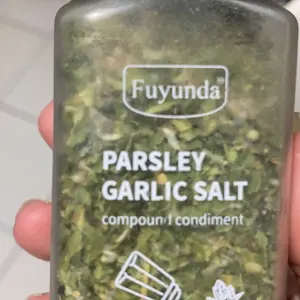 Fuyunda®
PARSLEY
GARLIC SALT
compound condiment